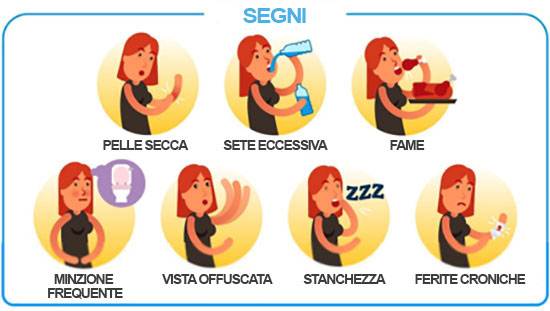 SEGNI
PELLE SECCA
SETE ECCESSIVA
FAME
ZZZ
MINZIONE
FREQUENTE
VISTA OFFUSCATA
STANCHEZZA
FERITE CRONICHE